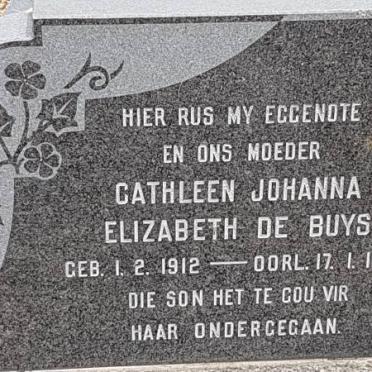 HIER RUS MY EGGENOTE
EN ONS MOEDER
CATHLEEN JOHANNA
ELIZABETH DE BUYS
GEB. 1. 2. 1912 — OORL. 17. 1. 1
DIE SON HET TE GOU VIR
HAAR ONDERGEGAAN.